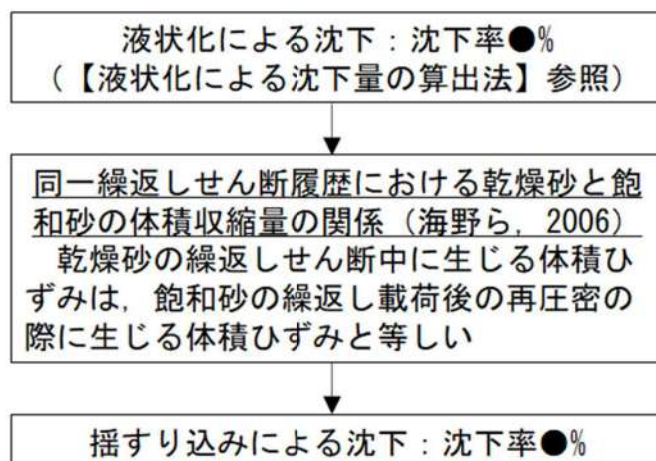 液状化による沈下：沈下率●%
（【液状化による沈下量の算出法】参照）
同一繰返しせん断履歴における乾燥砂と飽
和砂の体積収縮量の関係（海野ら，2006）
乾燥砂の繰返しせん断中に生じる体積ひ
ずみは，飽和砂の繰返し載荷後の再圧密の
際に生じる体積ひずみと等しい
揺すり込みによる沈下：沈下率●%